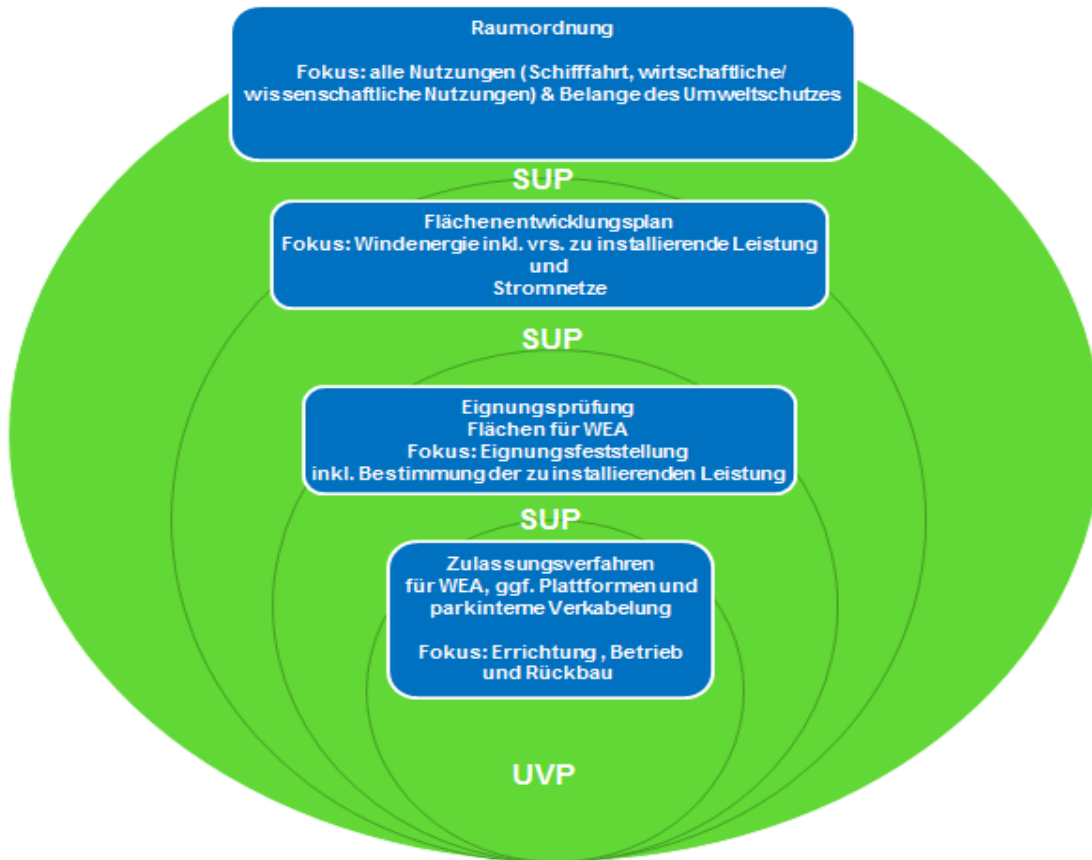 Raumordnung
Fokus: alle Nutzungen (Schifffahrt, wirtschaftliche/
wissenschaftliche Nutzungen) & Belange des Umweltschutzes
SUP
Flächenentwicklungsplan
Fokus: Windenergie inkl. vrs. zu installierende Leistung
und
Stromnetze
SUP
Eignungsprüfung
Flächen für WEA
Fokus: Eignungsfeststellung
inkl. Bestimmung der zu installierenden Leistung
SUP
Zulassungsverfahren
für WEA, ggf. Plattformen und
parkinterne Verkabelung
Fokus: Errichtung , Betrieb
und Rückbau
UVP